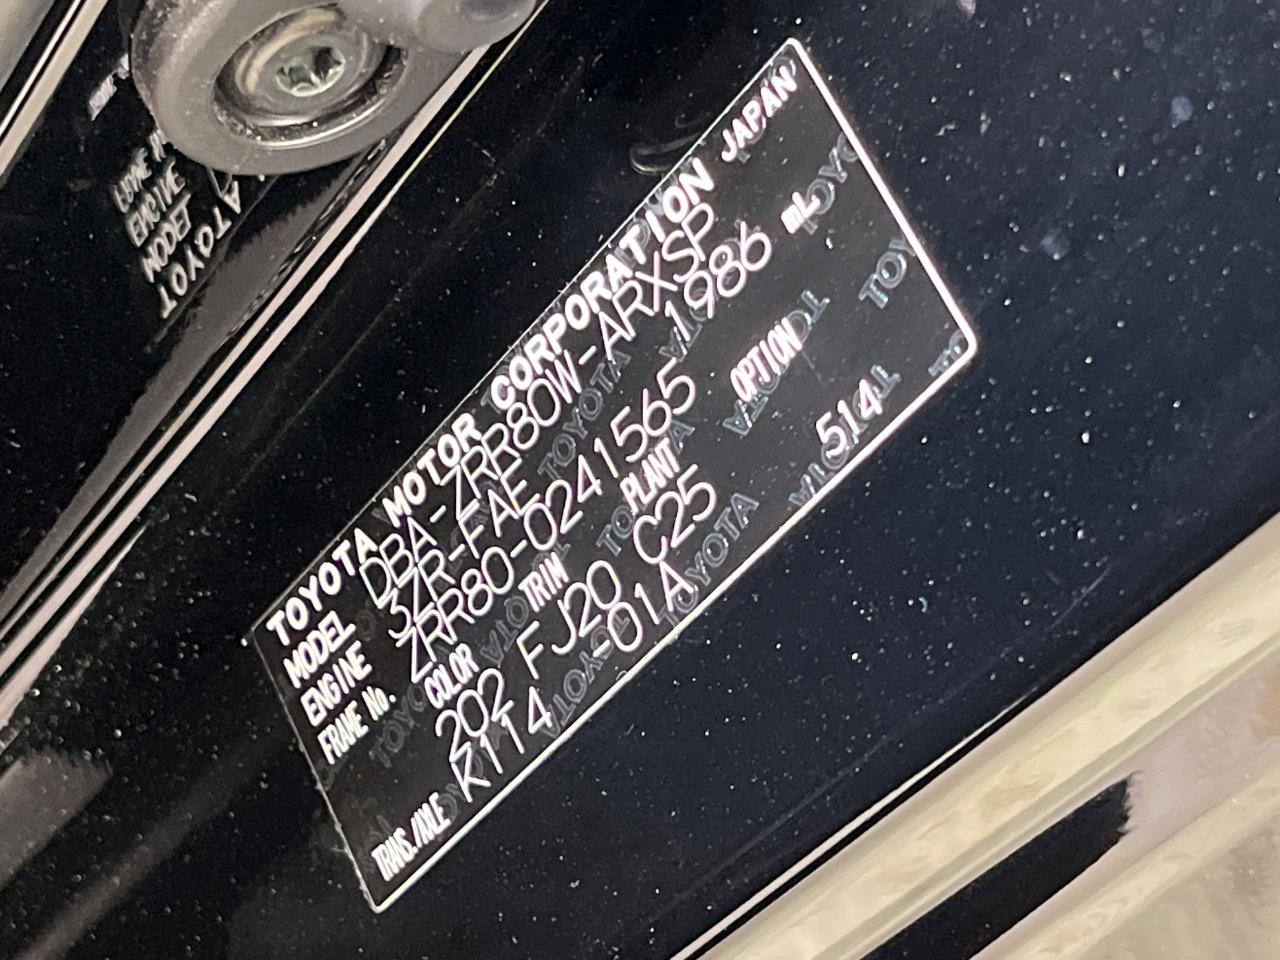 TOYOTA MOTOR CORPORATION JAPAN
MODEL DBA-ZRR80W-ARXSP
ENGINE 3ZR-FAE 1986 mL
FRAME No. ZRR80-0241565
COLOR TRIM PLANT OPTION
202 FJ20 C25 514
TRANS./AXLE K114 -01A